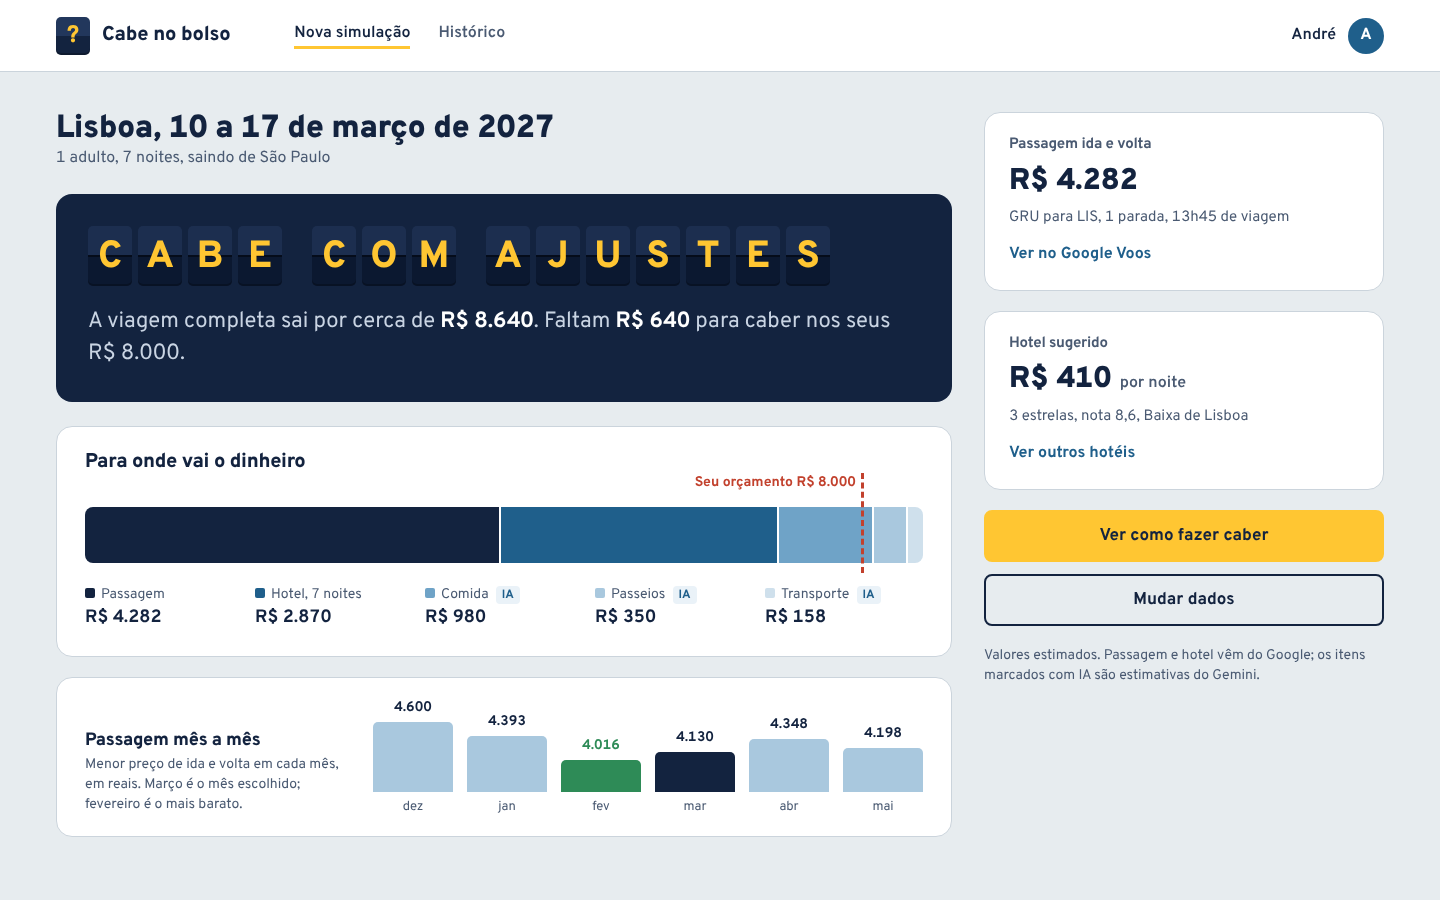 ? Cabe no bolso
Nova simulação
Histórico
André A
Lisboa, 10 a 17 de março de 2027
1 adulto, 7 noites, saindo de São Paulo
CABE COM AJUSTES
A viagem completa sai por cerca de R$ 8.640. Faltam R$ 640 para caber nos seus
R$ 8.000.
Para onde vai o dinheiro
Seu orçamento R$ 8.000
Passagem
R$ 4.282
Hotel, 7 noites
R$ 2.870
Comida IA
R$ 980
Passeios IA
R$ 350
Transporte IA
R$ 158
Passagem mês a mês
Menor preço de ida e volta em cada mês,
em reais. Março é o mês escolhido;
fevereiro é o mais barato.
4.600
dez
4.393
jan
4.016
fev
4.130
mar
4.348
abr
4.198
mai
Passagem ida e volta
R$ 4.282
GRU para LIS, 1 parada, 13h45 de viagem
Ver no Google Voos
Hotel sugerido
R$ 410 por noite
3 estrelas, nota 8,6, Baixa de Lisboa
Ver outros hotéis
Ver como fazer caber
Mudar dados
Valores estimados. Passagem e hotel vêm do Google; os itens
marcados com IA são estimativas do Gemini.